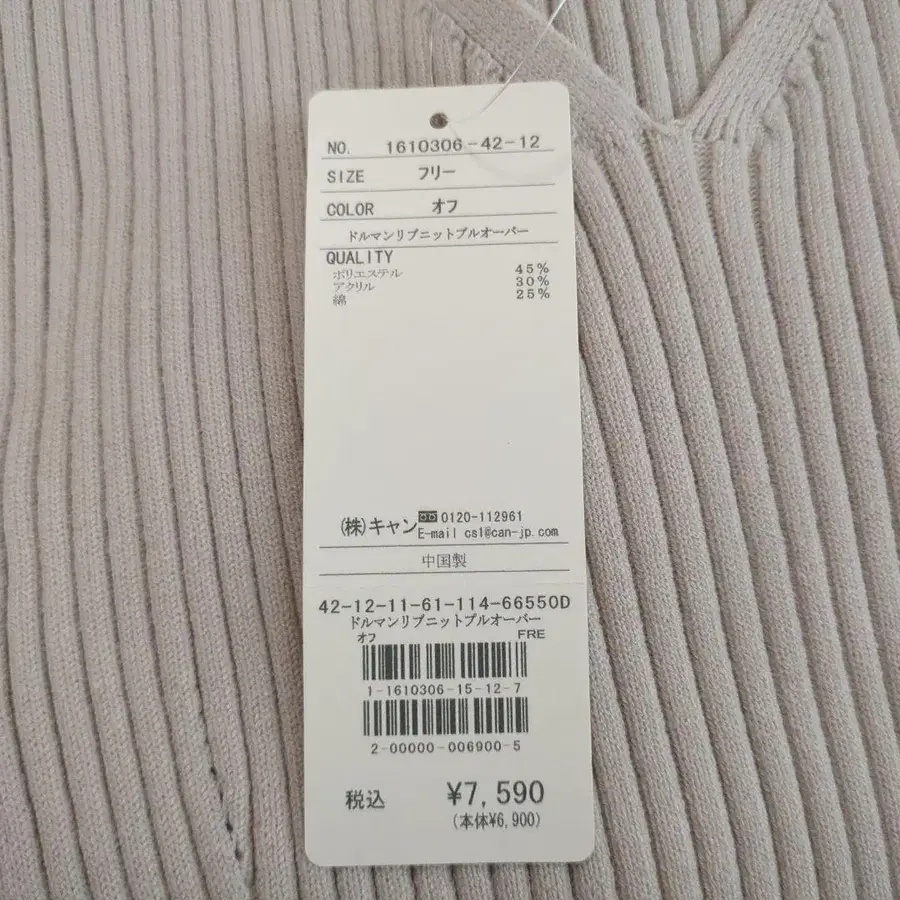 NO. 1610306-42-12
SIZE フリー
COLOR オフ
ドルマンリブニットプルオーバー
QUALITY
ポリエステル 45%
アクリル 30%
綿 25%
(株)キャン 0120-112961
E-mail csl@can-jp.com
中国製
42-12-11-61-114-66550D
ドルマンリブニットプルオーバー
オフ FRE
1-1610306-15-12-7
2-00000-006900-5
税込 ¥7,590
(本体¥6,900)